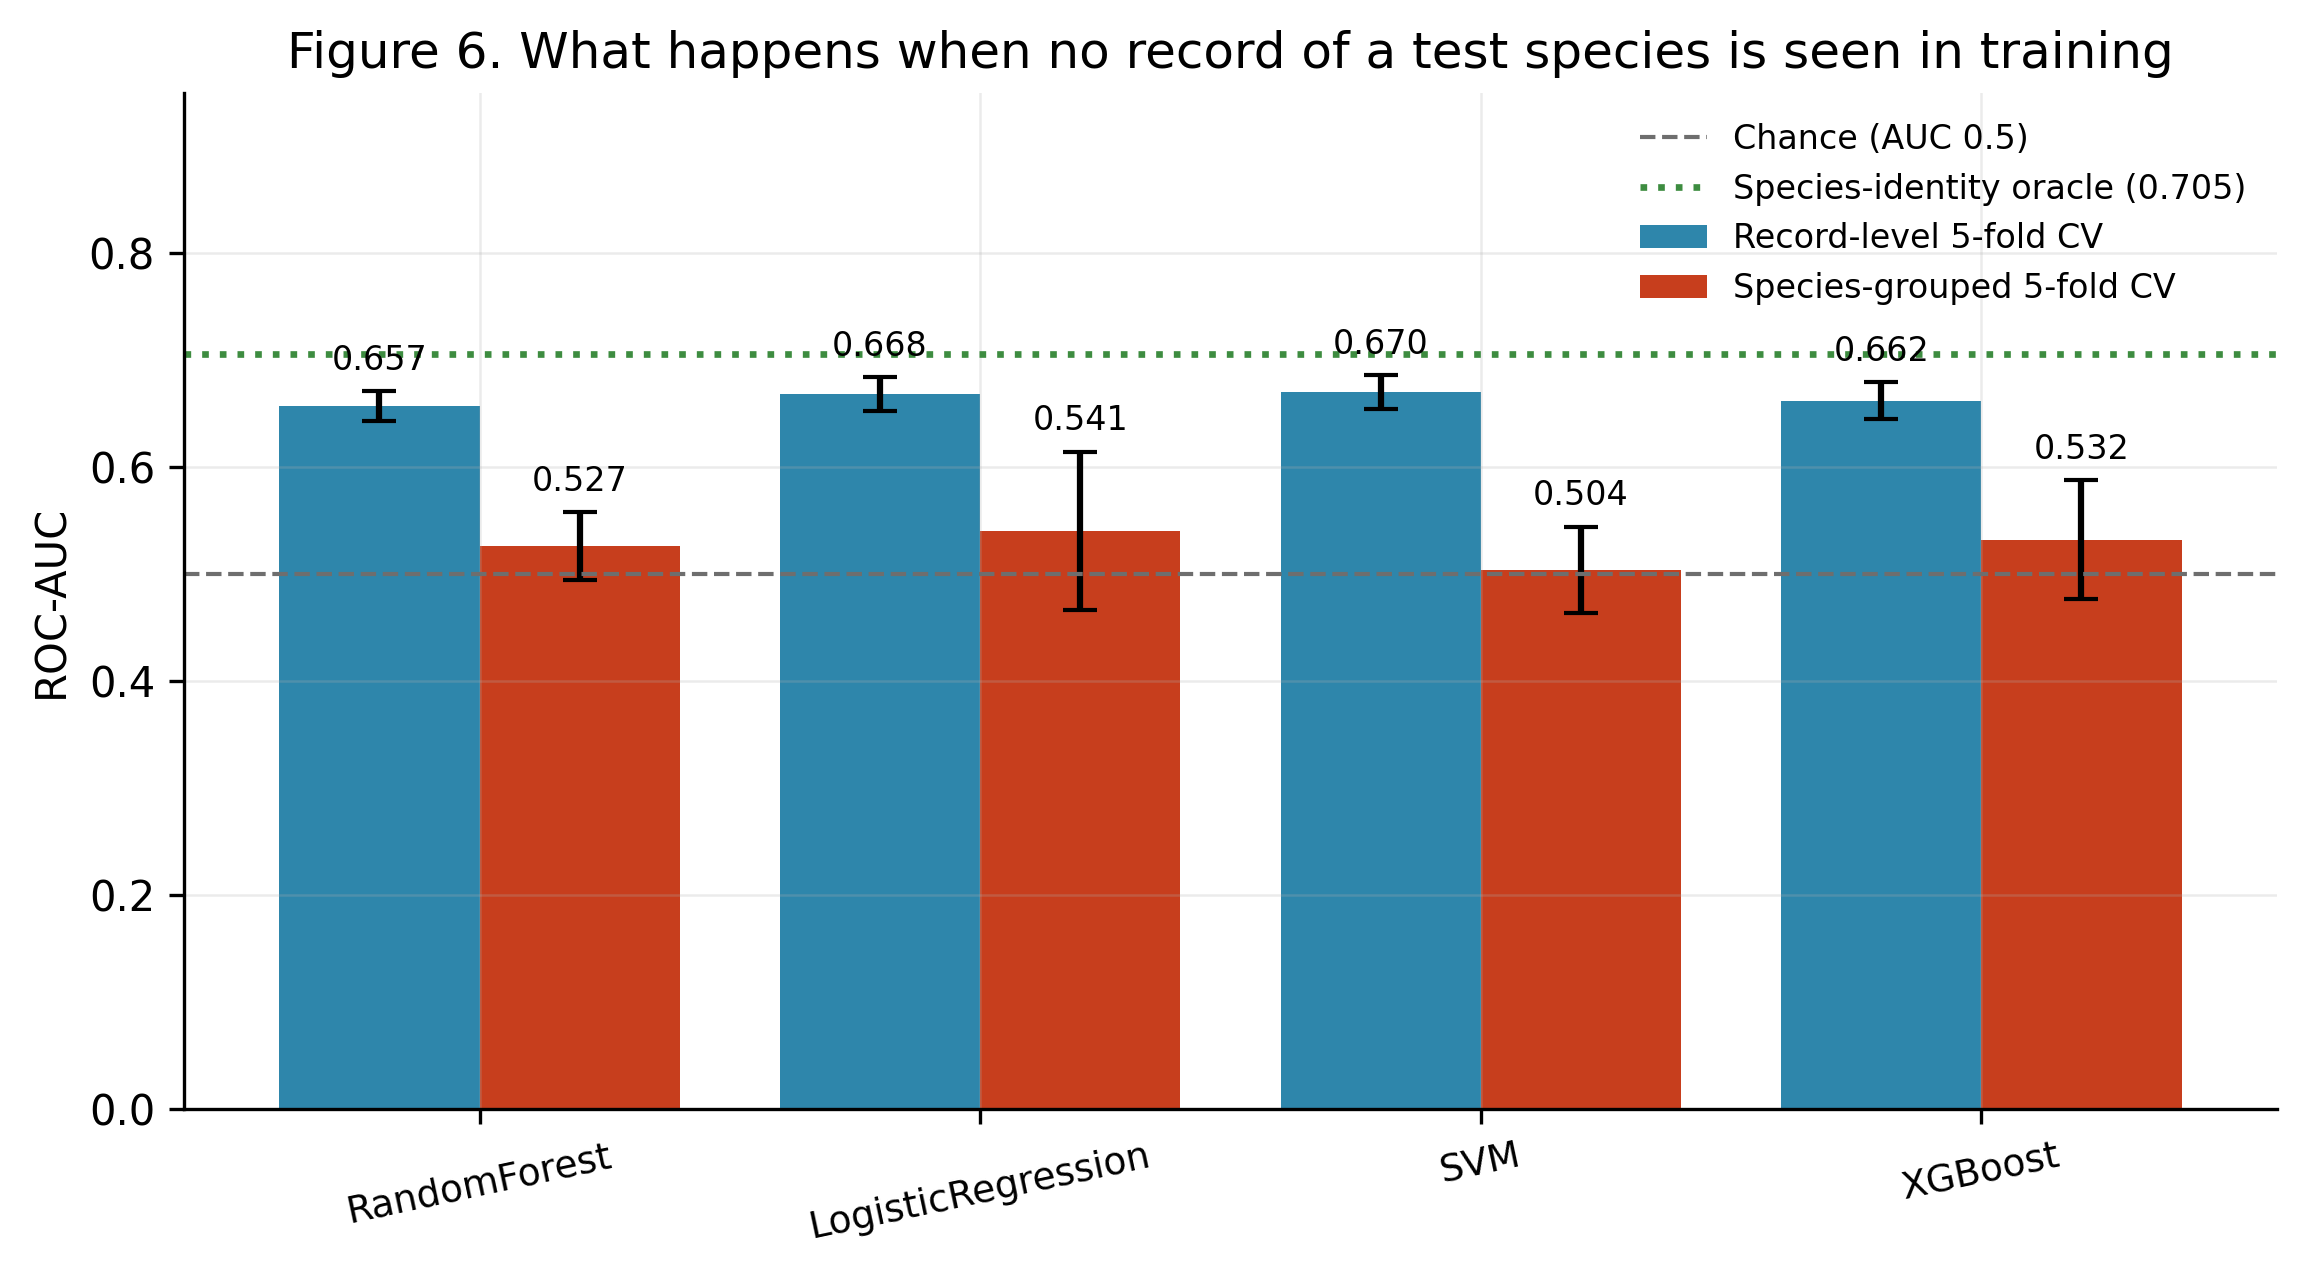 Figure 6. What happens when no record of a test species is seen in training
Chance (AUC 0.5)
Species-identity oracle (0.705)
Record-level 5-fold CV
Species-grouped 5-fold CV
ROC-AUC
0.8
0.6
0.4
0.2
0.0
0.657
0.527
0.668
0.541
0.670
0.504
0.662
0.532
RandomForest
LogisticRegression
SVM
XGBoost